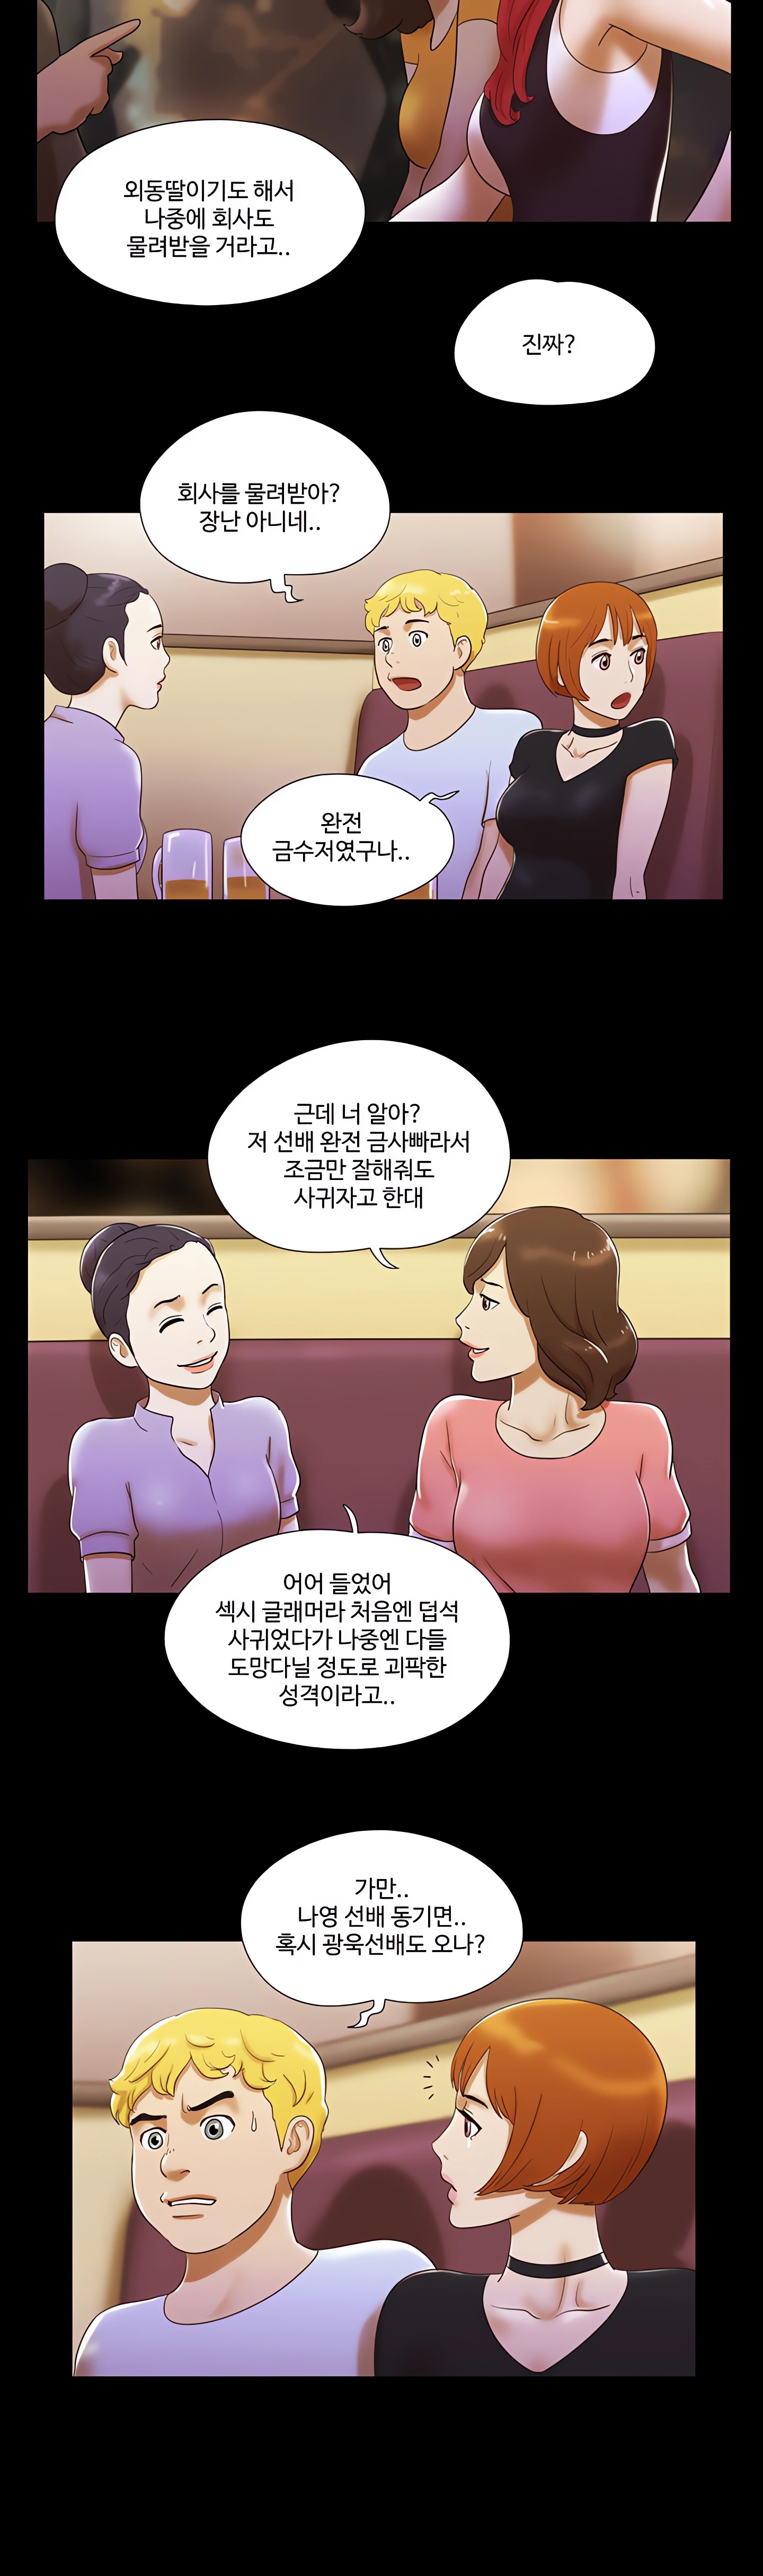 외동딸이기도 해서
나중에 회사도
물려받을 거라고..
진짜?
회사를 물려받아?
장난 아니네..
완전
금수저였구나..
근데 너 알아?
저 선배 완전 금사빠라서
조금만 잘해줘도
사귀자고 한대
어어 들었어
섹시 글래머라 처음엔 덥석
사귀었다가 나중엔 다들
도망다닐 정도로 괴팍한
성격이라고..
가만..
나영 선배 동기면..
혹시 광욱선배도 오나?